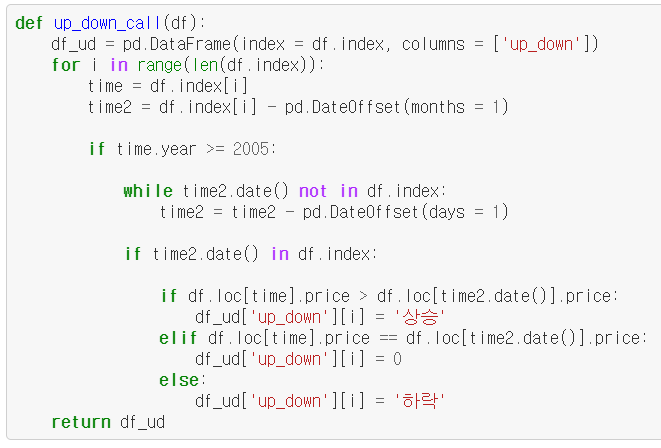 def up_down_call(df):
    df_ud = pd.DataFrame(index = df.index, columns = ['up_down'])
    for i in range(len(df.index)):
        time = df.index[i]
        time2 = df.index[i] - pd.DateOffset(months = 1)

        if time.year >= 2005:

            while time2.date() not in df.index:
                time2 = time2 - pd.DateOffset(days = 1)

            if time2.date() in df.index:

                if df.loc[time].price > df.loc[time2.date()].price:
                    df_ud['up_down'][i] = '상승'
                elif df.loc[time].price == df.loc[time2.date()].price:
                    df_ud['up_down'][i] = 0
                else:
                    df_ud['up_down'][i] = '하락'
    return df_ud